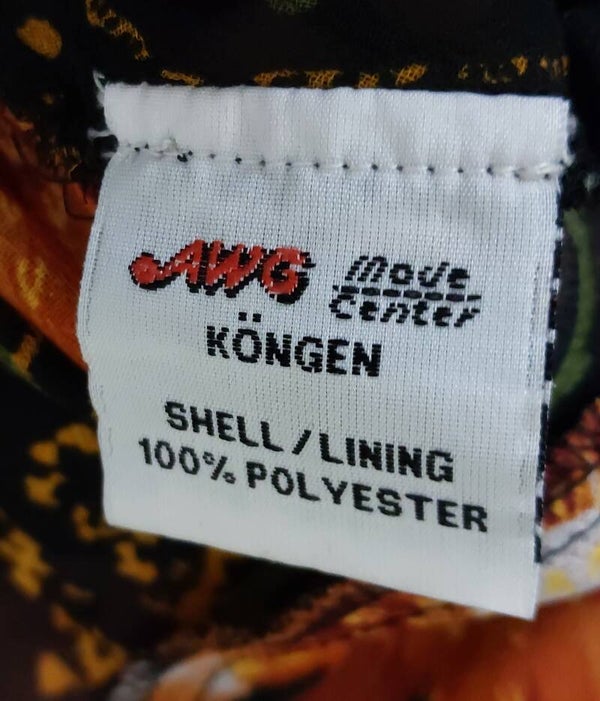 AWG Mode
Center
KÖNGEN
SHELL/LINING
100% POLYESTER